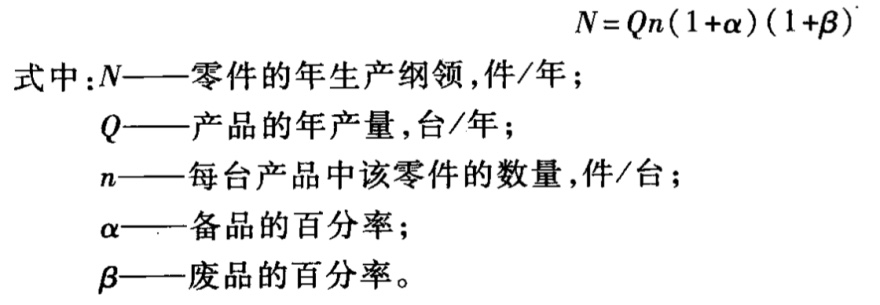 N=Qn(1+α)(1+β)
式中:N——零件的年生产纲领,件/年;
Q——产品的年产量,台/年;
n——每台产品中该零件的数量,件/台;
α——备品的百分率;
β——废品的百分率。